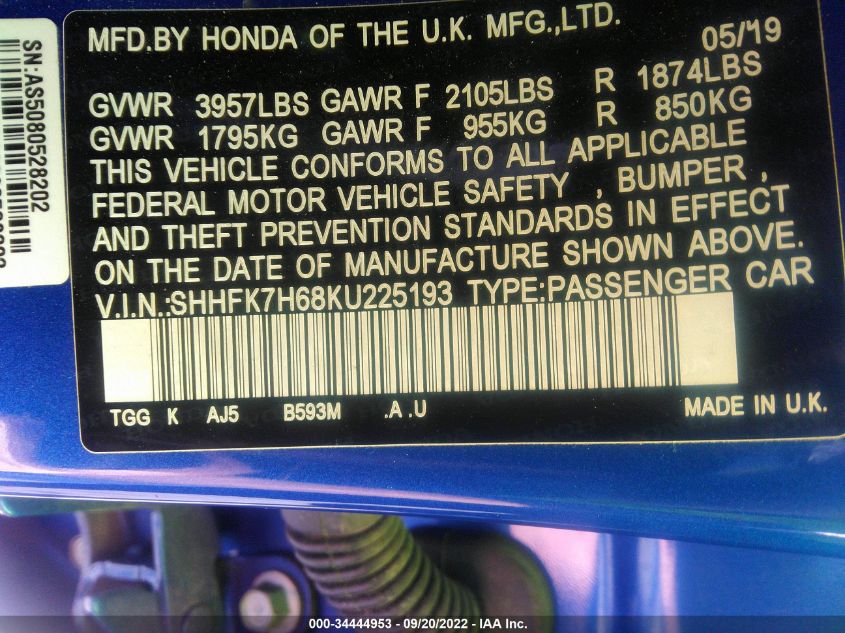 MFD.BY HONDA OF THE U.K. MFG.,LTD.
05/19
GVWR 3957LBS GAWR F 2105LBS R 1874LBS
GVWR 1795KG GAWR F 955KG R 850KG
THIS VEHICLE CONFORMS TO ALL APPLICABLE
FEDERAL MOTOR VEHICLE SAFETY , BUMPER ,
AND THEFT PREVENTION STANDARDS IN EFFECT
ON THE DATE OF MANUFACTURE SHOWN ABOVE.
V.I.N.:SHHFK7H68KU225193 TYPE:PASSENGER CAR
TGG K AJ5 B593M .A .U MADE IN U.K.
SN:AS5080528202
000-34444953 - 09/20/2022 - IAA Inc.